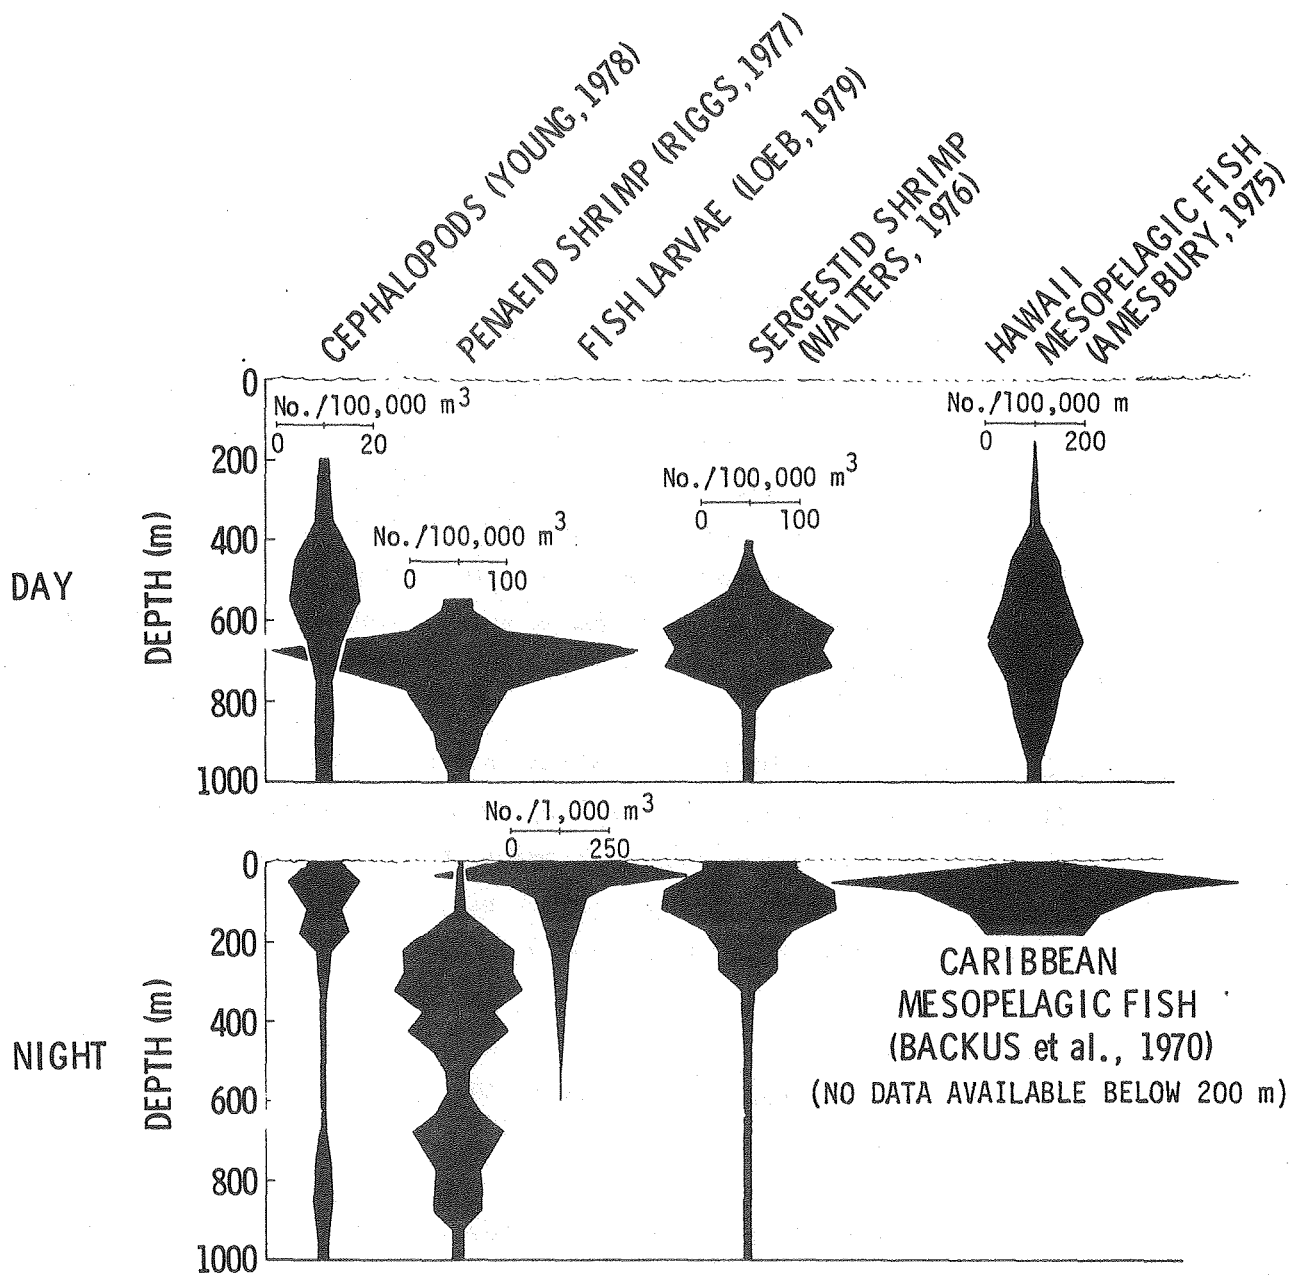 CEPHALOPODS (YOUNG, 1978)
PENAEID SHRIMP (RIGGS, 1977)
FISH LARVAE (LOEB, 1979)
SERGESTID SHRIMP
(WALTERS, 1976)
HAWAII
MESOPELAGIC FISH
(AMESBURY, 1975)
DAY
DEPTH (m)
0
200
400
600
800
1000
No./100,000 m³
0 20
No./100,000 m³
0 100
No./100,000 m³
0 100
No./100,000 m
0 200
NIGHT
DEPTH (m)
0
200
400
600
800
1000
No./1,000 m³
0 250
CARIBBEAN
MESOPELAGIC FISH
(BACKUS et al., 1970)
(NO DATA AVAILABLE BELOW 200 m)